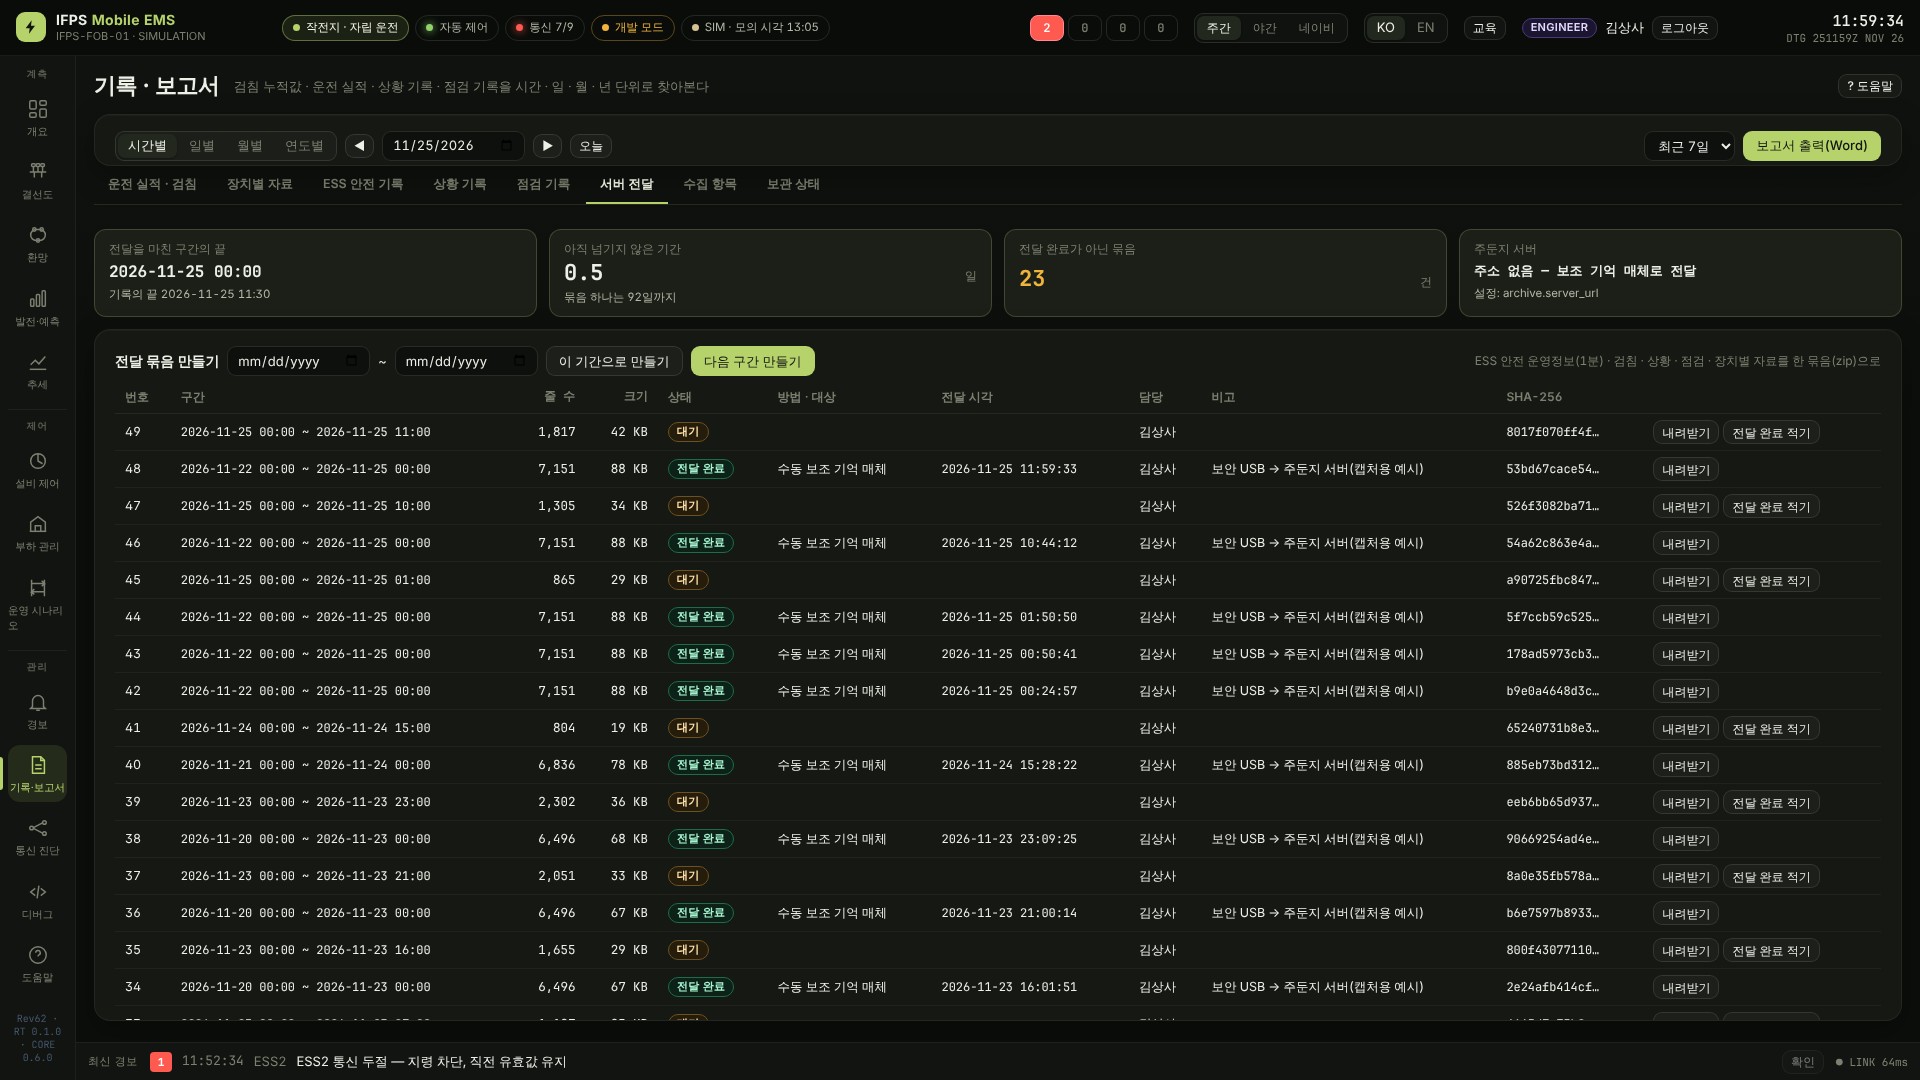 IFPS Mobile EMS
IFPS-FOB-01 · SIMULATION
작전지 · 자립 운전
자동 제어
통신 7/9
개발 모드
SIM · 모의 시각 13:05
2 0 0 0
주간 야간 네이비
KO EN
교육
ENGINEER 김상사 로그아웃
11:59:34
DTG 251159Z NOV 26
계측
개요
결선도
환망
발전·예측
추세
제어
설비 제어
부하 관리
운영 시나리오
관리
경보
기록·보고서
통신 진단
디버그
도움말
Rev62 ·
RT 0.1.0
· CORE
0.6.0
기록 · 보고서 검침 누적값 · 운전 실적 · 상황 기록 · 점검 기록을 시간 · 일 · 월 · 년 단위로 찾아본다
? 도움말
시간별 일별 월별 연도별 ◀ 11/25/2026 ▶ 오늘
최근 7일 보고서 출력(Word)
운전 실적 · 검침 장치별 자료 ESS 안전 기록 상황 기록 점검 기록 서버 전달 수집 항목 보관 상태
전달을 마친 구간의 끝
2026-11-25 00:00
기록의 끝 2026-11-25 11:30
아직 넘기지 않은 기간
0.5 일
묶음 하나는 92일까지
전달 완료가 아닌 묶음
23 건
주둔지 서버
주소 없음 — 보조 기억 매체로 전달
설정: archive.server_url
전달 묶음 만들기 mm/dd/yyyy ~ mm/dd/yyyy 이 기간으로 만들기 다음 구간 만들기
ESS 안전 운영정보(1분) · 검침 · 상황 · 점검 · 장치별 자료를 한 묶음(zip)으로
번호 구간 줄 수 크기 상태 방법 · 대상 전달 시각 담당 비고 SHA-256
49 2026-11-25 00:00 ~ 2026-11-25 11:00 1,817 42 KB 대기 김상사 8017f070ff4f… 내려받기 전달 완료 적기
48 2026-11-22 00:00 ~ 2026-11-25 00:00 7,151 88 KB 전달 완료 수동 보조 기억 매체 2026-11-25 11:59:33 김상사 보안 USB → 주둔지 서버(캡처용 예시) 53bd67cace54… 내려받기
47 2026-11-25 00:00 ~ 2026-11-25 10:00 1,305 34 KB 대기 김상사 526f3082ba71… 내려받기 전달 완료 적기
46 2026-11-22 00:00 ~ 2026-11-25 00:00 7,151 88 KB 전달 완료 수동 보조 기억 매체 2026-11-25 10:44:12 김상사 보안 USB → 주둔지 서버(캡처용 예시) 54a62c863e4a… 내려받기
45 2026-11-25 00:00 ~ 2026-11-25 01:00 865 29 KB 대기 김상사 a90725fbc847… 내려받기 전달 완료 적기
44 2026-11-22 00:00 ~ 2026-11-25 00:00 7,151 88 KB 전달 완료 수동 보조 기억 매체 2026-11-25 01:50:50 김상사 보안 USB → 주둔지 서버(캡처용 예시) 5f7ccb59c525… 내려받기
43 2026-11-22 00:00 ~ 2026-11-25 00:00 7,151 88 KB 전달 완료 수동 보조 기억 매체 2026-11-25 00:50:41 김상사 보안 USB → 주둔지 서버(캡처용 예시) 178ad5973cb3… 내려받기
42 2026-11-22 00:00 ~ 2026-11-25 00:00 7,151 88 KB 전달 완료 수동 보조 기억 매체 2026-11-25 00:24:57 김상사 보안 USB → 주둔지 서버(캡처용 예시) b9e0a4648d3c… 내려받기
41 2026-11-24 00:00 ~ 2026-11-24 15:00 804 19 KB 대기 김상사 65240731b8e3… 내려받기 전달 완료 적기
40 2026-11-21 00:00 ~ 2026-11-24 00:00 6,836 78 KB 전달 완료 수동 보조 기억 매체 2026-11-24 15:28:22 김상사 보안 USB → 주둔지 서버(캡처용 예시) 885eb73bd312… 내려받기
39 2026-11-23 00:00 ~ 2026-11-23 23:00 2,302 36 KB 대기 김상사 eeb6bb65d937… 내려받기 전달 완료 적기
38 2026-11-20 00:00 ~ 2026-11-23 00:00 6,496 68 KB 전달 완료 수동 보조 기억 매체 2026-11-23 23:09:25 김상사 보안 USB → 주둔지 서버(캡처용 예시) 90669254ad4e… 내려받기
37 2026-11-23 00:00 ~ 2026-11-23 21:00 2,051 33 KB 대기 김상사 8a0e35fb578a… 내려받기 전달 완료 적기
36 2026-11-20 00:00 ~ 2026-11-23 00:00 6,496 67 KB 전달 완료 수동 보조 기억 매체 2026-11-23 21:00:14 김상사 보안 USB → 주둔지 서버(캡처용 예시) b6e7597b8933… 내려받기
35 2026-11-23 00:00 ~ 2026-11-23 16:00 1,655 29 KB 대기 김상사 800f43077110… 내려받기 전달 완료 적기
34 2026-11-20 00:00 ~ 2026-11-23 00:00 6,496 67 KB 전달 완료 수동 보조 기억 매체 2026-11-23 16:01:51 김상사 보안 USB → 주둔지 서버(캡처용 예시) 2e24afb414cf… 내려받기
최신 경보 1 11:52:34 ESS2 ESS2 통신 두절 — 지령 차단, 직전 유효값 유지
확인 LINK 64ms